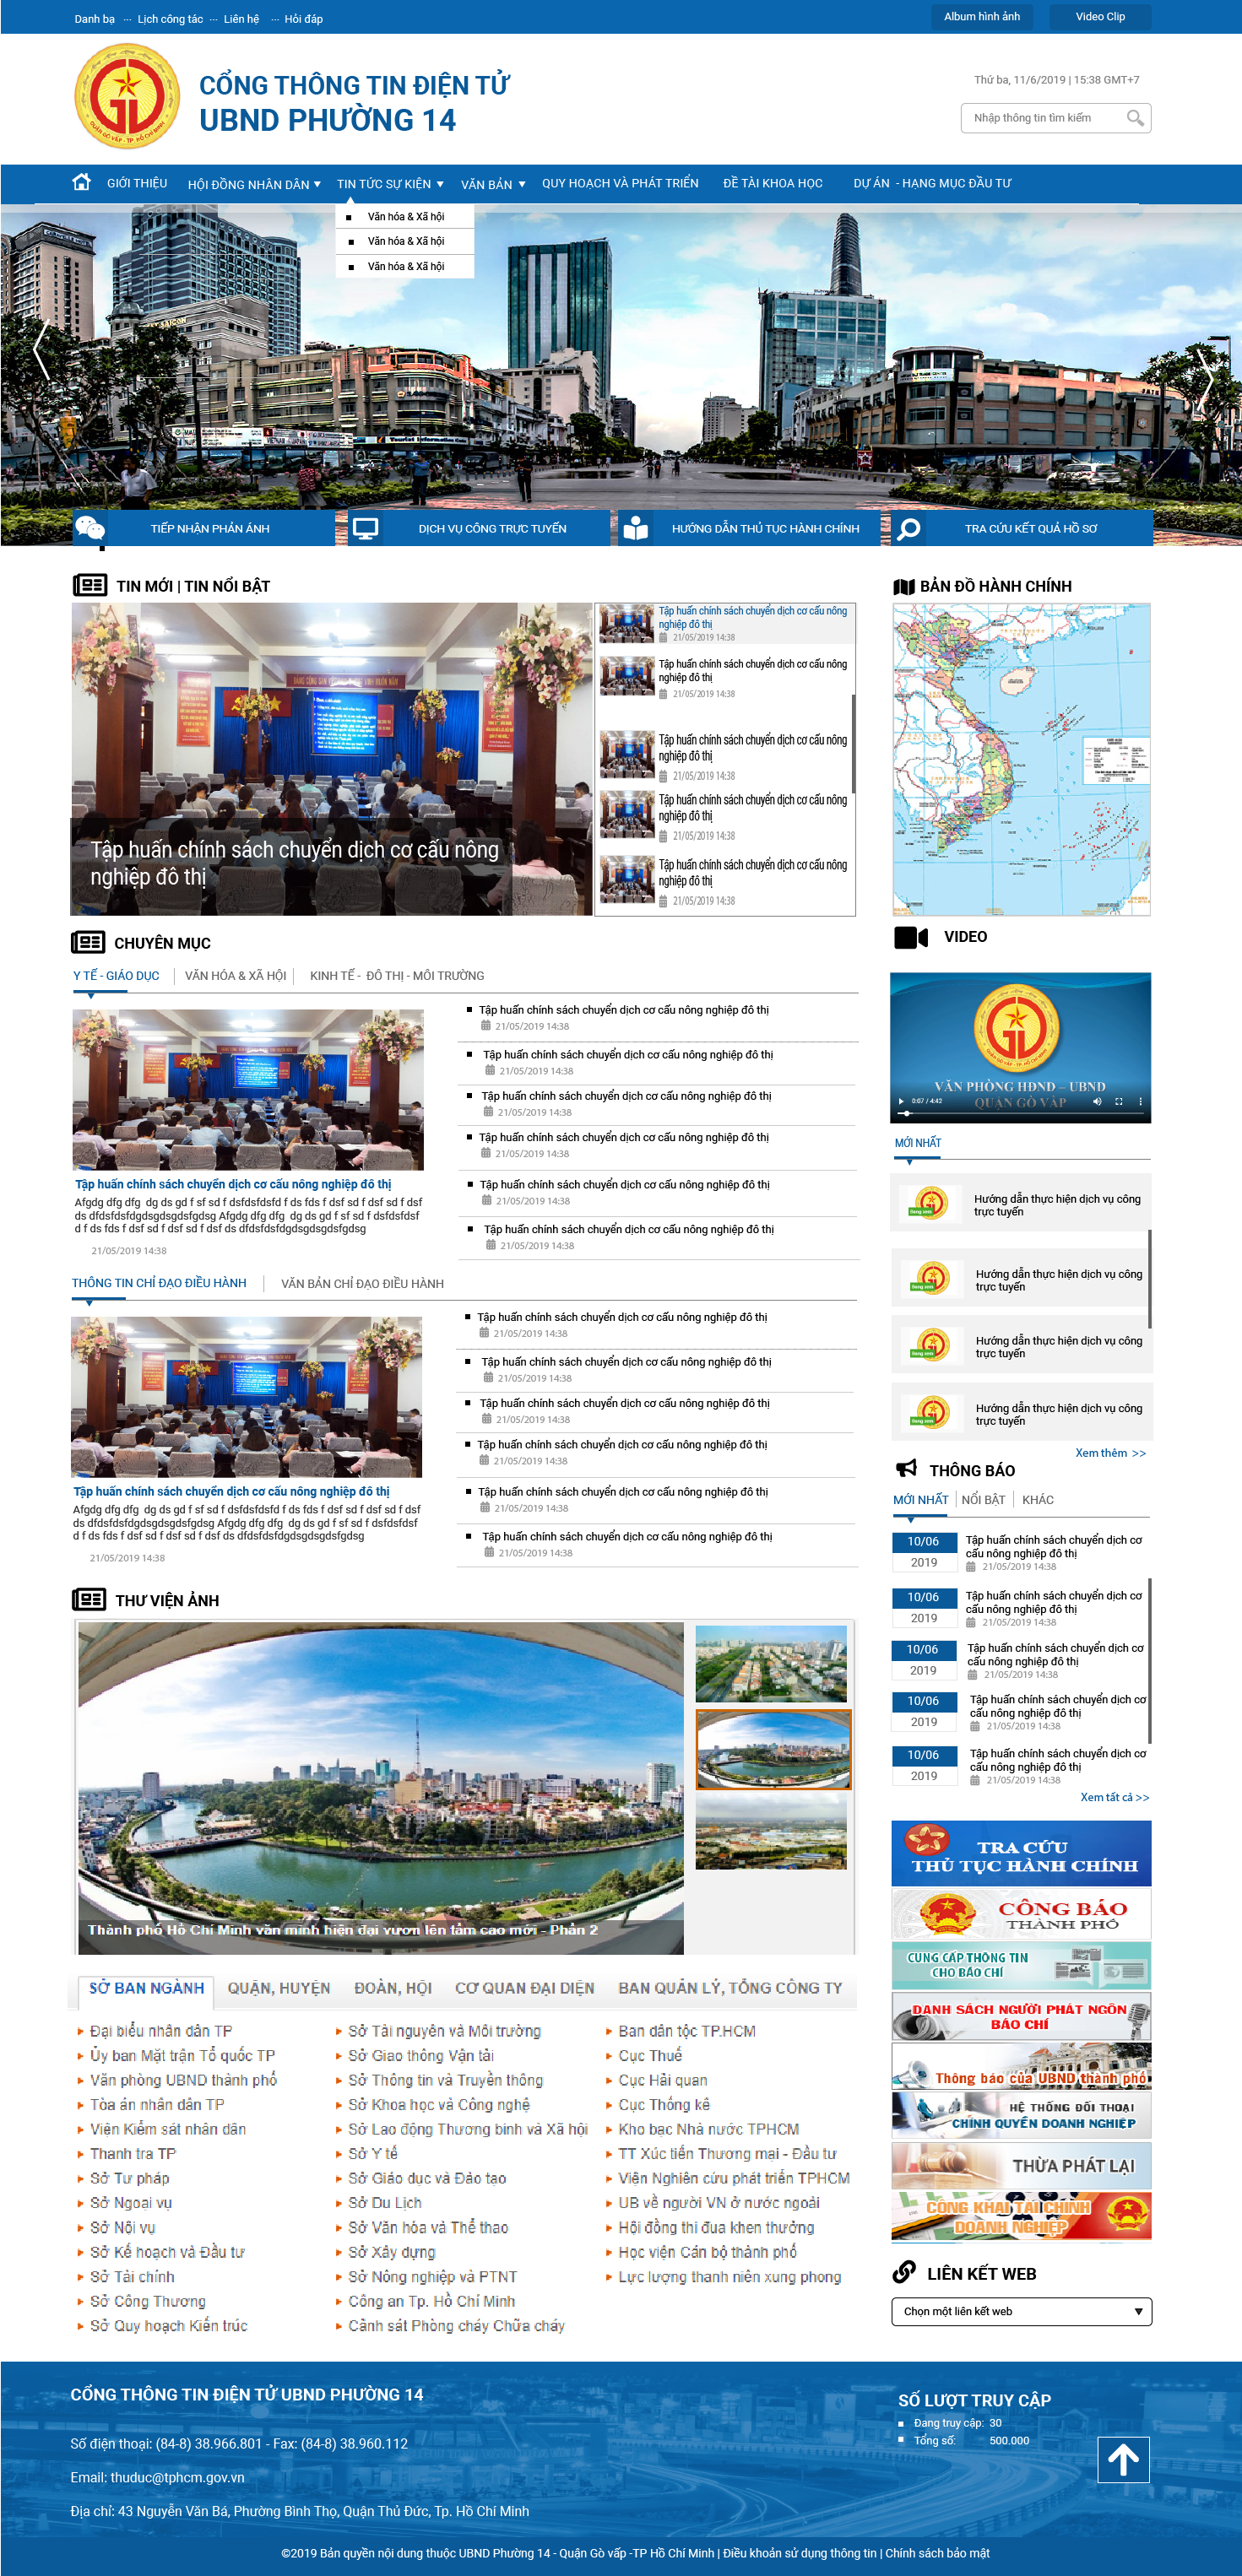 Danh bạ ... Lịch công tác ... Liên hệ ... Hỏi đáp
Album hình ảnh
Video Clip
CỔNG THÔNG TIN ĐIỆN TỬ
UBND PHƯỜNG 14
Thứ ba, 11/6/2019 | 15:38 GMT+7
Nhập thông tin tìm kiếm
GIỚI THIỆU
HỘI ĐỒNG NHÂN DÂN
TIN TỨC SỰ KIỆN
VĂN BẢN
QUY HOẠCH VÀ PHÁT TRIỂN
ĐỀ TÀI KHOA HỌC
DỰ ÁN - HẠNG MỤC ĐẦU TƯ
Văn hóa & Xã hội
Văn hóa & Xã hội
Văn hóa & Xã hội
TIẾP NHẬN PHẢN ÁNH
DỊCH VỤ CÔNG TRỰC TUYẾN
HƯỚNG DẪN THỦ TỤC HÀNH CHÍNH
TRA CỨU KẾT QUẢ HỒ SƠ
TIN MỚI | TIN NỔI BẬT
Tập huấn chính sách chuyển dịch cơ cấu nông
nghiệp đô thị
Tập huấn chính sách chuyển dịch cơ cấu nông
nghiệp đô thị
21/05/2019 14:38
Tập huấn chính sách chuyển dịch cơ cấu nông
nghiệp đô thị
21/05/2019 14:38
Tập huấn chính sách chuyển dịch cơ cấu nông
nghiệp đô thị
21/05/2019 14:38
Tập huấn chính sách chuyển dịch cơ cấu nông
nghiệp đô thị
21/05/2019 14:38
Tập huấn chính sách chuyển dịch cơ cấu nông
nghiệp đô thị
21/05/2019 14:38
BẢN ĐỒ HÀNH CHÍNH
CHUYÊN MỤC
Y TẾ - GIÁO DỤC
VĂN HÓA & XÃ HỘI
KINH TẾ - ĐÔ THỊ - MÔI TRƯỜNG
Tập huấn chính sách chuyển dịch cơ cấu nông nghiệp đô thị
Afgdg dfg dfg dg ds gd f sf sd f dsfdsfdsfd f ds fds f dsf sd f dsf sd f dsf
ds dfdsfdsfdgdsgdsgdsgfgdsg Afgdg dfg dfg dg ds gd f sf sd f dsfdsfdsf
d f ds fds f dsf sd f dsf sd f dsf ds dfdsfdsfdgdsgdsgdsgfgdsg
21/05/2019 14:38
Tập huấn chính sách chuyển dịch cơ cấu nông nghiệp đô thị
21/05/2019 14:38
Tập huấn chính sách chuyển dịch cơ cấu nông nghiệp đô thị
21/05/2019 14:38
Tập huấn chính sách chuyển dịch cơ cấu nông nghiệp đô thị
21/05/2019 14:38
Tập huấn chính sách chuyển dịch cơ cấu nông nghiệp đô thị
21/05/2019 14:38
Tập huấn chính sách chuyển dịch cơ cấu nông nghiệp đô thị
21/05/2019 14:38
Tập huấn chính sách chuyển dịch cơ cấu nông nghiệp đô thị
21/05/2019 14:38
THÔNG TIN CHỈ ĐẠO ĐIỀU HÀNH
VĂN BẢN CHỈ ĐẠO ĐIỀU HÀNH
Tập huấn chính sách chuyển dịch cơ cấu nông nghiệp đô thị
Afgdg dfg dfg dg ds gd f sf sd f dsfdsfdsfd f ds fds f dsf sd f dsf sd f dsf
ds dfdsfdsfdgdsgdsgdsgfgdsg Afgdg dfg dfg dg ds gd f sf sd f dsfdsfdsf
d f ds fds f dsf sd f dsf sd f dsf ds dfdsfdsfdgdsgdsgdsgfgdsg
21/05/2019 14:38
Tập huấn chính sách chuyển dịch cơ cấu nông nghiệp đô thị
21/05/2019 14:38
Tập huấn chính sách chuyển dịch cơ cấu nông nghiệp đô thị
21/05/2019 14:38
Tập huấn chính sách chuyển dịch cơ cấu nông nghiệp đô thị
21/05/2019 14:38
Tập huấn chính sách chuyển dịch cơ cấu nông nghiệp đô thị
21/05/2019 14:38
Tập huấn chính sách chuyển dịch cơ cấu nông nghiệp đô thị
21/05/2019 14:38
Tập huấn chính sách chuyển dịch cơ cấu nông nghiệp đô thị
21/05/2019 14:38
THƯ VIỆN ẢNH
Thành phố Hồ Chí Minh văn minh hiện đại vươn lên tầm cao mới - Phần 2
VIDEO
VĂN PHÒNG HĐND – UBND
QUẬN GÒ VẤP
0:07 / 4:42
MỚI NHẤT
Hướng dẫn thực hiện dịch vụ công
trực tuyến
Hướng dẫn thực hiện dịch vụ công
trực tuyến
Hướng dẫn thực hiện dịch vụ công
trực tuyến
Hướng dẫn thực hiện dịch vụ công
trực tuyến
Xem thêm >>
THÔNG BÁO
MỚI NHẤT
NỔI BẬT
KHÁC
10/06
2019
Tập huấn chính sách chuyển dịch cơ
cấu nông nghiệp đô thị
21/05/2019 14:38
10/06
2019
Tập huấn chính sách chuyển dịch cơ
cấu nông nghiệp đô thị
21/05/2019 14:38
10/06
2019
Tập huấn chính sách chuyển dịch cơ
cấu nông nghiệp đô thị
21/05/2019 14:38
10/06
2019
Tập huấn chính sách chuyển dịch cơ
cấu nông nghiệp đô thị
21/05/2019 14:38
10/06
2019
Tập huấn chính sách chuyển dịch cơ
cấu nông nghiệp đô thị
21/05/2019 14:38
Xem tất cả >>
TRA CỨU
THỦ TỤC HÀNH CHÍNH
CÔNG BÁO
THÀNH PHỐ
CUNG CẤP THÔNG TIN
CHO BÁO CHÍ
DANH SÁCH NGƯỜI PHÁT NGÔN
BÁO CHÍ
Thông báo của UBND thành phố
HỆ THỐNG ĐỐI THOẠI
CHÍNH QUYỀN DOANH NGHIỆP
THỪA PHÁT LẠI
CÔNG KHAI TÀI CHÍNH
DOANH NGHIỆP
LIÊN KẾT WEB
Chọn một liên kết web
SỞ BAN NGÀNH
QUẬN, HUYỆN
ĐOÀN, HỘI
CƠ QUAN ĐẠI DIỆN
BAN QUẢN LÝ, TỔNG CÔNG TY
Đại biểu nhân dân TP
Ủy ban Mặt trận Tổ quốc TP
Văn phòng UBND thành phố
Tòa án nhân dân TP
Viện Kiểm sát nhân dân
Thanh tra TP
Sở Tư pháp
Sở Ngoại vụ
Sở Nội vụ
Sở Kế hoạch và Đầu tư
Sở Tài chính
Sở Công Thương
Sở Quy hoạch Kiến trúc
Sở Tài nguyên và Môi trường
Sở Giao thông Vận tải
Sở Thông tin và Truyền thông
Sở Khoa học và Công nghệ
Sở Lao động Thương binh và Xã hội
Sở Y tế
Sở Giáo dục và Đào tạo
Sở Du Lịch
Sở Văn hóa và Thể thao
Sở Xây dựng
Sở Nông nghiệp và PTNT
Công an Tp. Hồ Chí Minh
Cảnh sát Phòng cháy Chữa cháy
Ban dân tộc TP.HCM
Cục Thuế
Cục Hải quan
Cục Thống kê
Kho bạc Nhà nước TPHCM
TT Xúc tiến Thương mại - Đầu tư
Viện Nghiên cứu phát triển TPHCM
UB về người VN ở nước ngoài
Hội đồng thi đua khen thưởng
Học viện Cán bộ thành phố
Lực lượng thanh niên xung phong
CỔNG THÔNG TIN ĐIỆN TỬ UBND PHƯỜNG 14
Số điện thoại: (84-8) 38.966.801 - Fax: (84-8) 38.960.112
Email: thuduc@tphcm.gov.vn
Địa chỉ: 43 Nguyễn Văn Bá, Phường Bình Thọ, Quận Thủ Đức, Tp. Hồ Chí Minh
SỐ LƯỢT TRUY CẬP
Đang truy cập: 30
Tổng số: 500.000
©2019 Bản quyền nội dung thuộc UBND Phường 14 - Quận Gò vấp -TP Hồ Chí Minh | Điều khoản sử dụng thông tin | Chính sách bảo mật